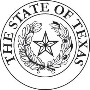 THE STATE OF TEXAS